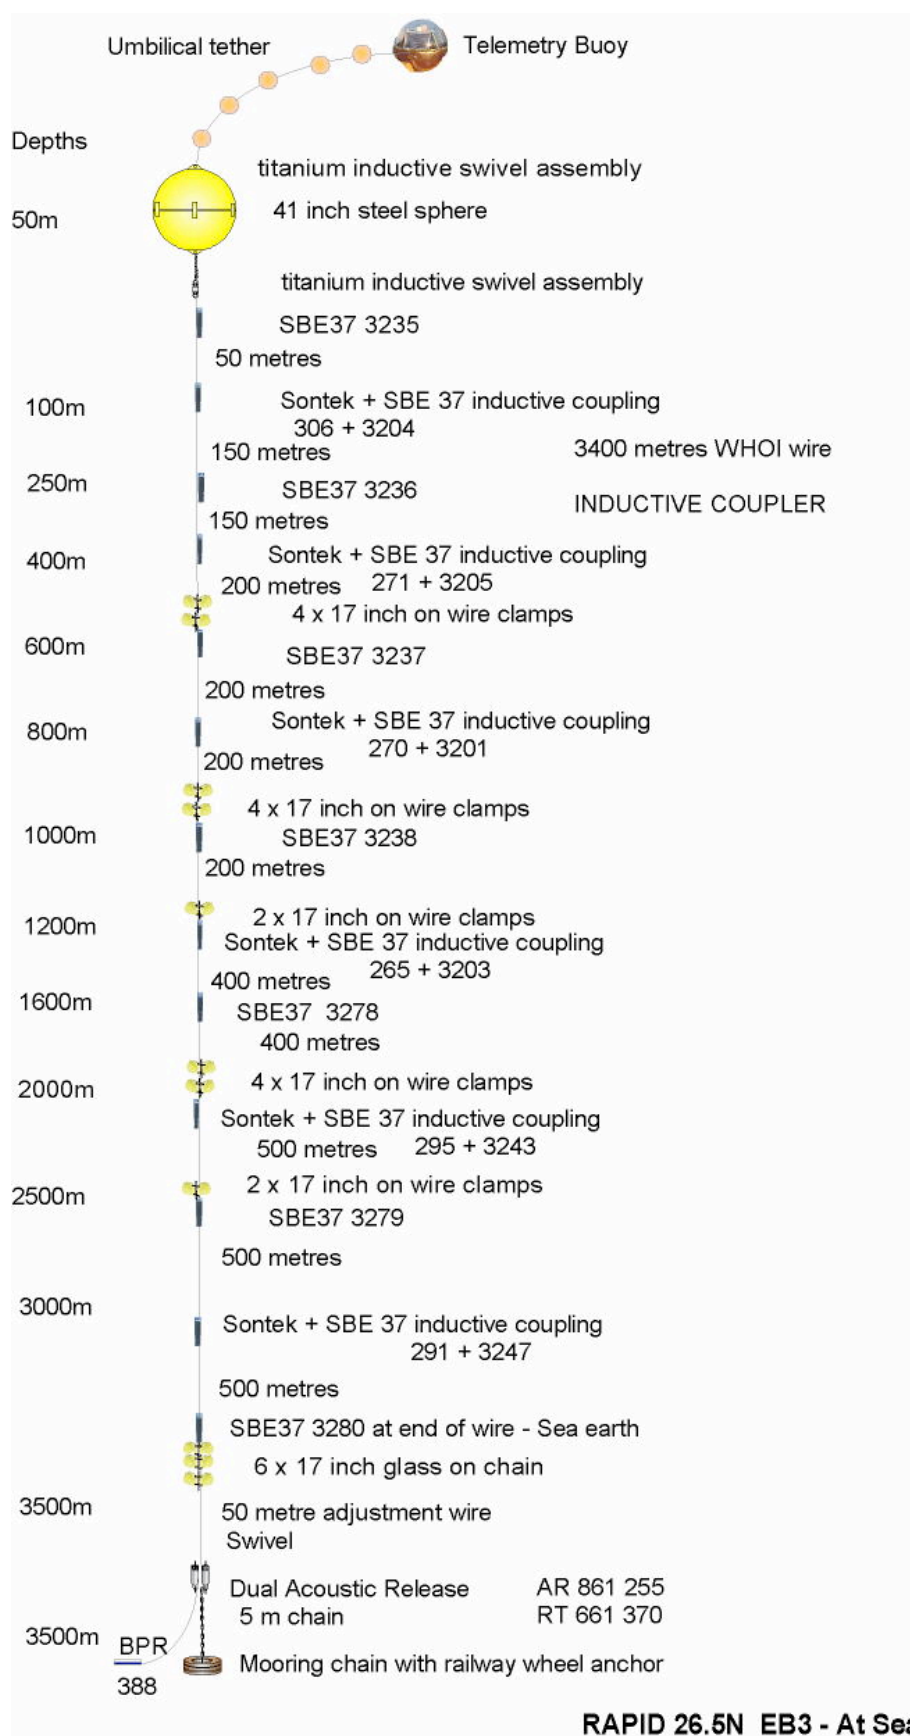 Umbilical tether
Telemetry Buoy
Depths
titanium inductive swivel assembly
50m
41 inch steel sphere
titanium inductive swivel assembly
SBE37 3235
50 metres
100m
Sontek + SBE 37 inductive coupling
306 + 3204
150 metres
3400 metres WHOI wire
250m
SBE37 3236
INDUCTIVE COUPLER
150 metres
400m
Sontek + SBE 37 inductive coupling
200 metres
271 + 3205
4 x 17 inch on wire clamps
600m
SBE37 3237
200 metres
800m
Sontek + SBE 37 inductive coupling
270 + 3201
200 metres
4 x 17 inch on wire clamps
1000m
SBE37 3238
200 metres
2 x 17 inch on wire clamps
1200m
Sontek + SBE 37 inductive coupling
265 + 3203
400 metres
1600m
SBE37 3278
400 metres
2000m
4 x 17 inch on wire clamps
Sontek + SBE 37 inductive coupling
500 metres
295 + 3243
2500m
2 x 17 inch on wire clamps
SBE37 3279
500 metres
3000m
Sontek + SBE 37 inductive coupling
291 + 3247
500 metres
SBE37 3280 at end of wire - Sea earth
6 x 17 inch glass on chain
3500m
50 metre adjustment wire
Swivel
Dual Acoustic Release
AR 861 255
5 m chain
RT 661 370
3500m
BPR
Mooring chain with railway wheel anchor
388
RAPID 26.5N EB3 - At Sea